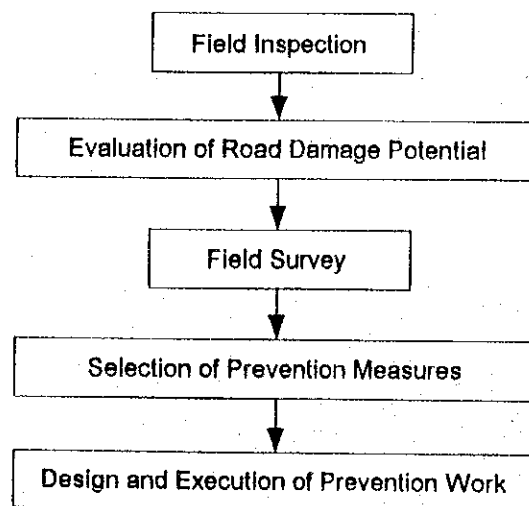 Field Inspection
Evaluation of Road Damage Potential
Field Survey
Selection of Prevention Measures
Design and Execution of Prevention Work